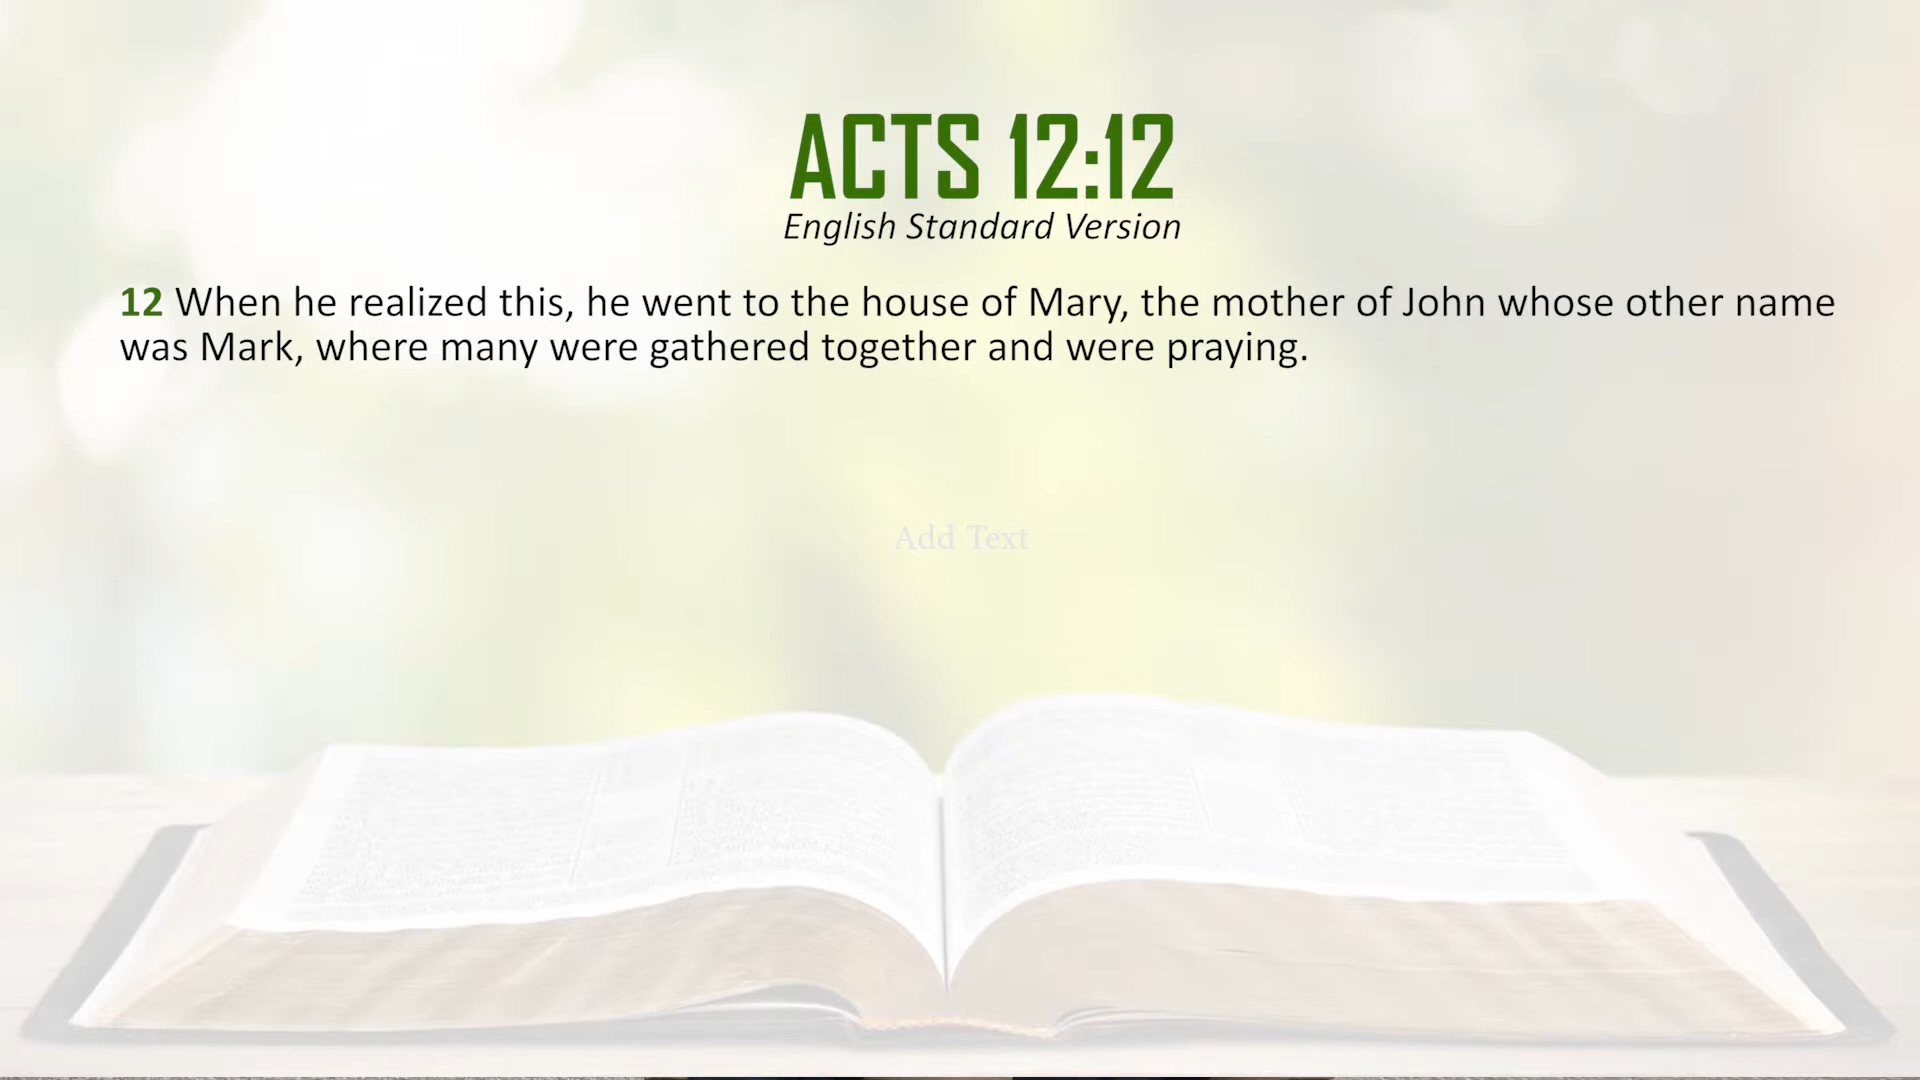 ACTS 12:12
English Standard Version
12 When he realized this, he went to the house of Mary, the mother of John whose other name
was Mark, where many were gathered together and were praying.
Add Text